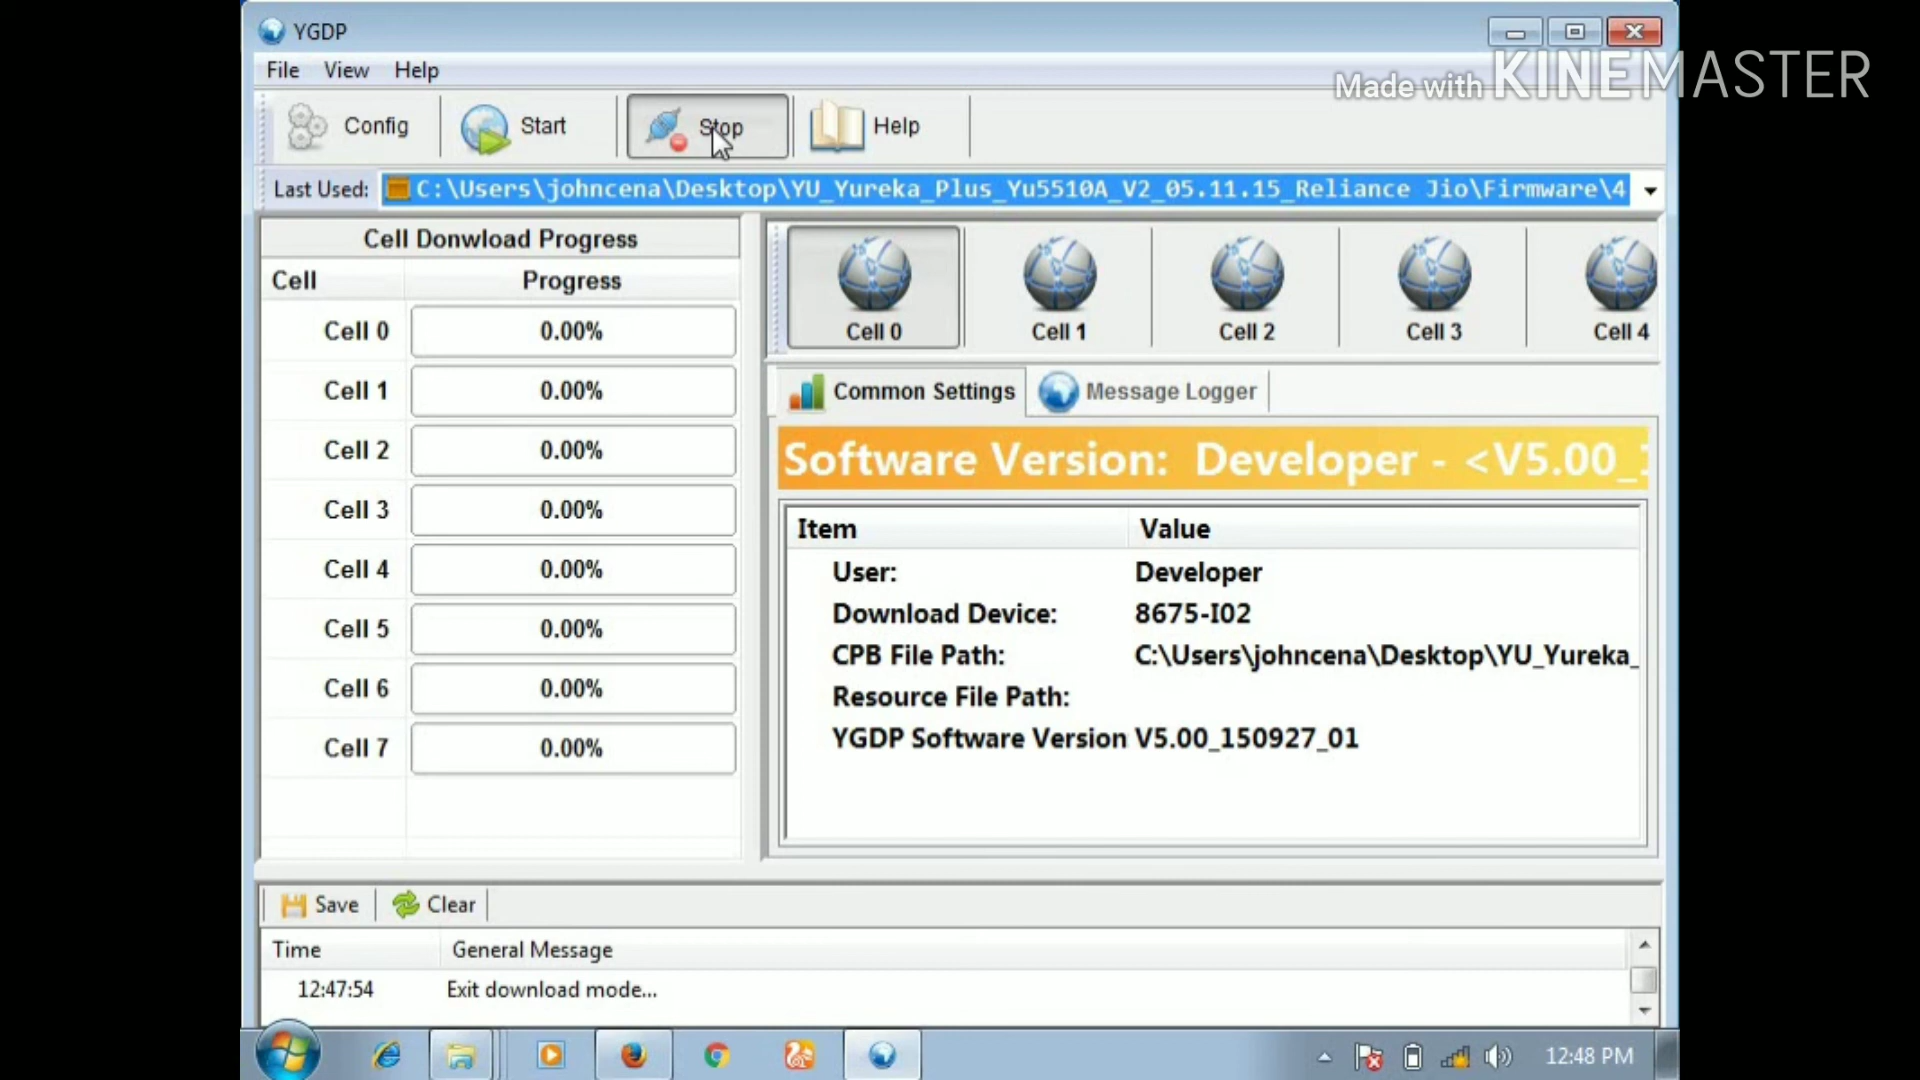 YGDP
Made with KINEMASTER
File View Help
Config Start Stop Help
Last Used: C:\Users\johncena\Desktop\YU_Yureka_Plus_Yu5510A_V2_05.11.15_Reliance Jio\Firmware\4
Cell Donwload Progress
Cell Progress
Cell 0 0.00%
Cell 1 0.00%
Cell 2 0.00%
Cell 3 0.00%
Cell 4 0.00%
Cell 5 0.00%
Cell 6 0.00%
Cell 7 0.00%
Cell 0 Cell 1 Cell 2 Cell 3 Cell 4
Common Settings Message Logger
Software Version: Developer - <V5.00_
Item Value
User: Developer
Download Device: 8675-I02
CPB File Path: C:\Users\johncena\Desktop\YU_Yureka_
Resource File Path:
YGDP Software Version V5.00_150927_01
Save Clear
Time General Message
12:47:54 Exit download mode...
12:48 PM